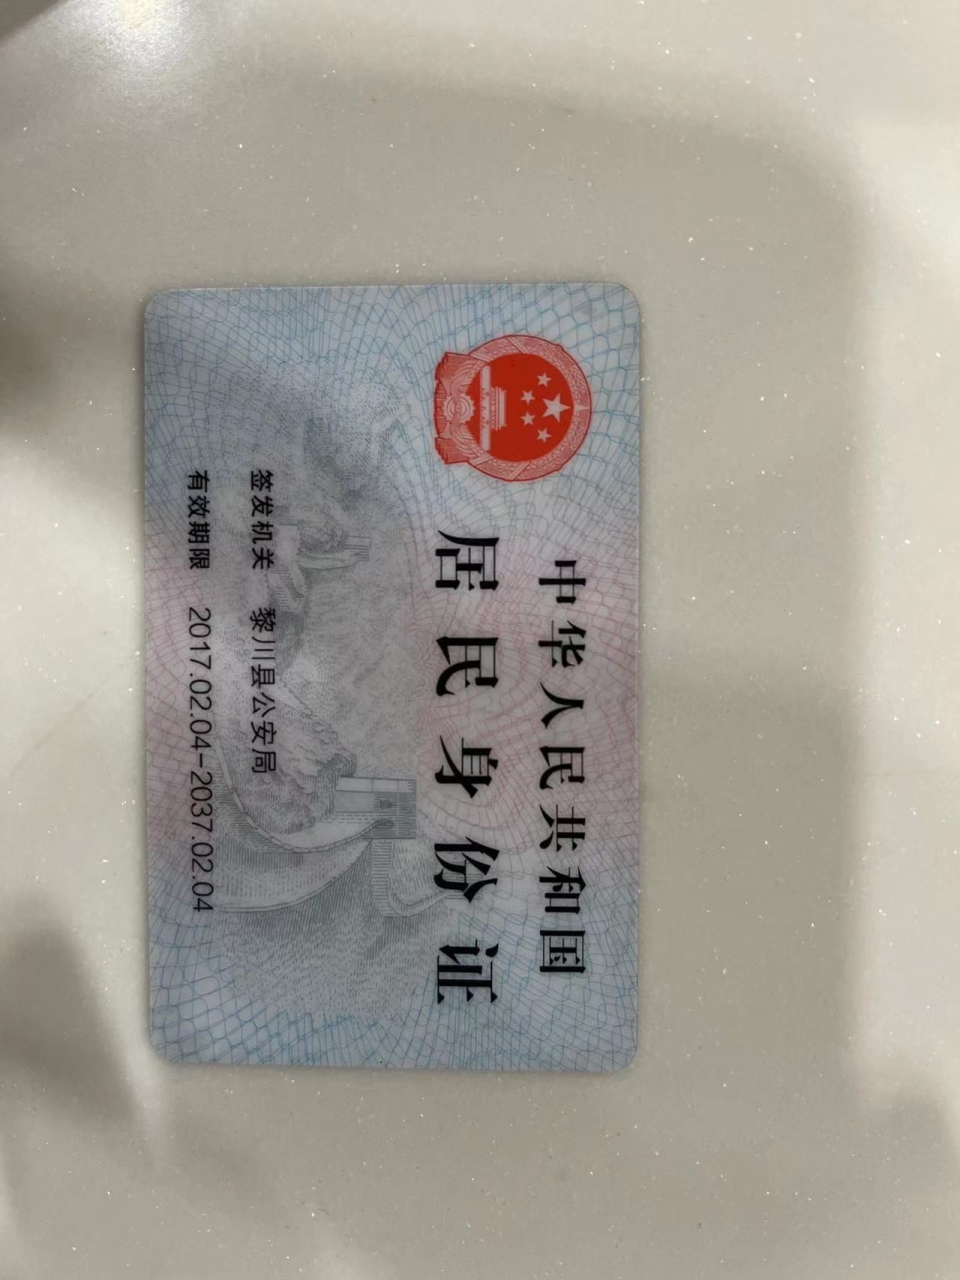 中华人民共和国
居民身份证
签发机关 黎川县公安局
有效期限 2017.02.04-2037.02.04